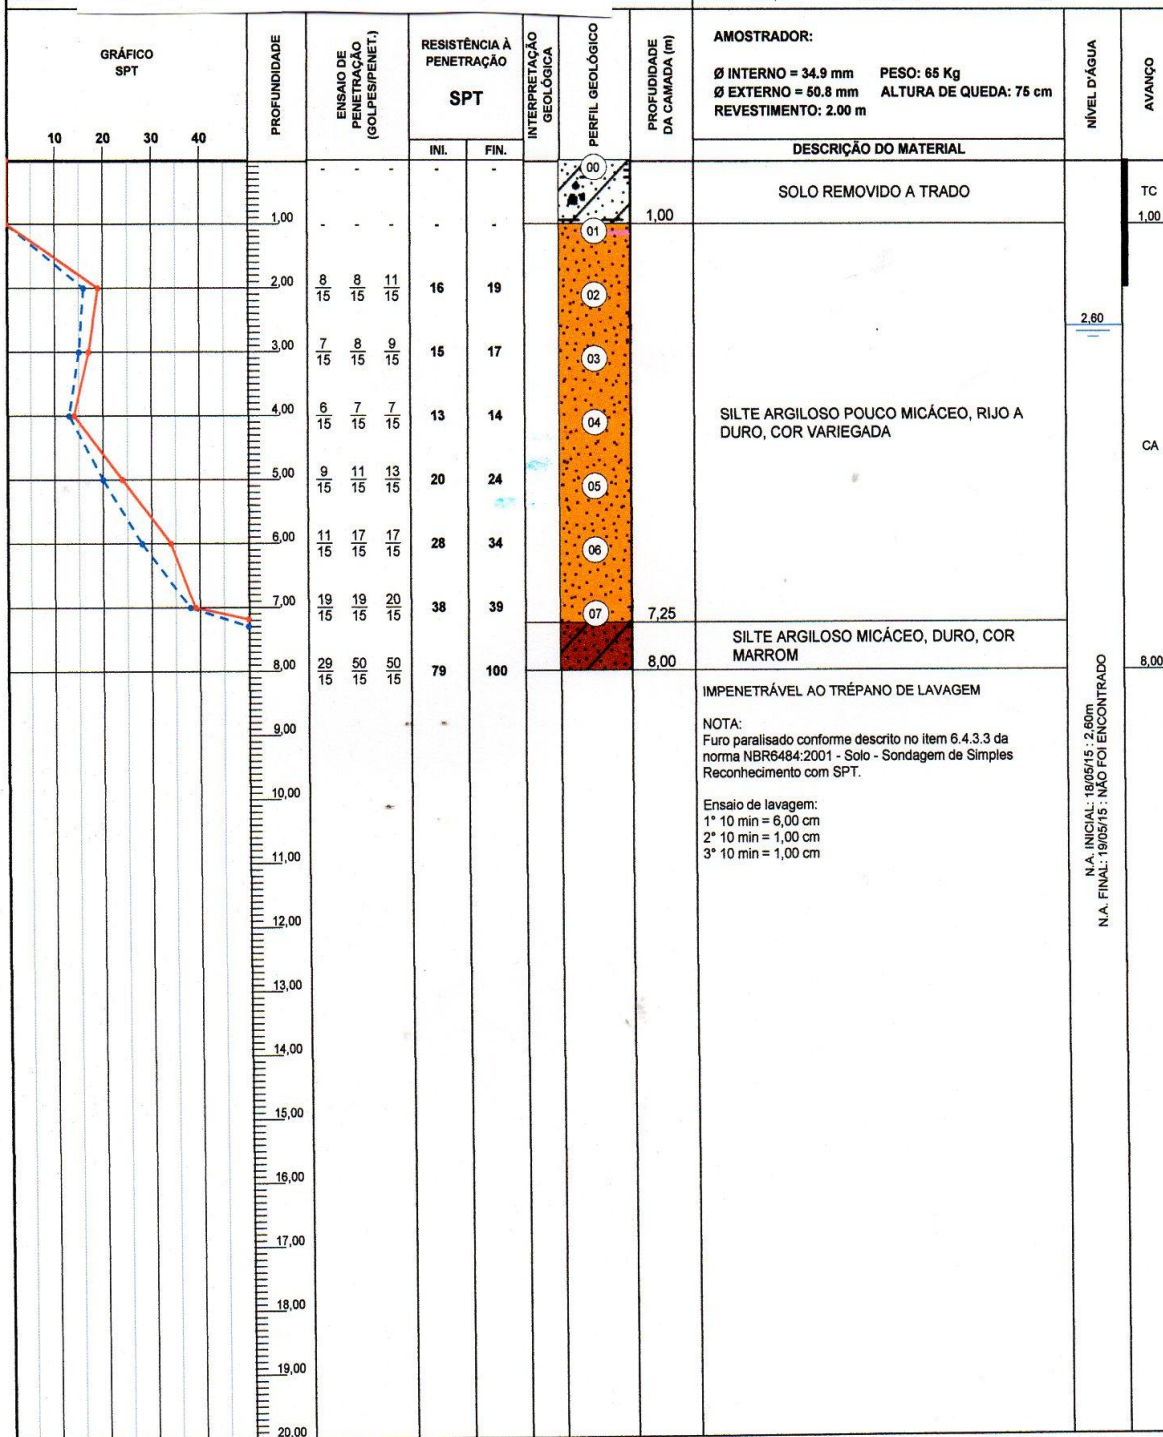 GRÁFICO
SPT
10 20 30 40
PROFUNDIDADE
ENSAIO DE
PENETRAÇÃO
(GOLPES/PENET.)
RESISTÊNCIA À
PENETRAÇÃO
SPT
INI. FIN.
INTERPRETAÇÃO
GEOLÓGICA
PERFIL GEOLÓGICO
PROFUDIDADE
DA CAMADA (m)
AMOSTRADOR:
Ø INTERNO = 34.9 mm PESO: 65 Kg
Ø EXTERNO = 50.8 mm ALTURA DE QUEDA: 75 cm
REVESTIMENTO: 2.00 m
DESCRIÇÃO DO MATERIAL
NÍVEL D'ÁGUA
AVANÇO
- - - - - 00
SOLO REMOVIDO A TRADO
TC
1,00 - - - - - 01 1,00 1,00
2,00 8/15 8/15 11/15 16 19 02
2,60
3,00 7/15 8/15 9/15 15 17 03
4,00 6/15 7/15 7/15 13 14 04
SILTE ARGILOSO POUCO MICÁCEO, RIJO A
DURO, COR VARIEGADA
CA
5,00 9/15 11/15 13/15 20 24 05
6,00 11/15 17/15 17/15 28 34 06
7,00 19/15 19/15 20/15 38 39 07 7,25
SILTE ARGILOSO MICÁCEO, DURO, COR
MARROM
8,00 29/15 50/15 50/15 79 100 8,00 8,00
IMPENETRÁVEL AO TRÉPANO DE LAVAGEM
NOTA:
Furo paralisado conforme descrito no item 6.4.3.3 da
norma NBR6484:2001 - Solo - Sondagem de Simples
Reconhecimento com SPT.
Ensaio de lavagem:
1° 10 min = 6,00 cm
2° 10 min = 1,00 cm
3° 10 min = 1,00 cm
N.A. INICIAL: 18/05/15 : 2,60m
N.A. FINAL: 19/05/15 : NÃO FOI ENCONTRADO
9,00
10,00
11,00
12,00
13,00
14,00
15,00
16,00
17,00
18,00
19,00
20,00